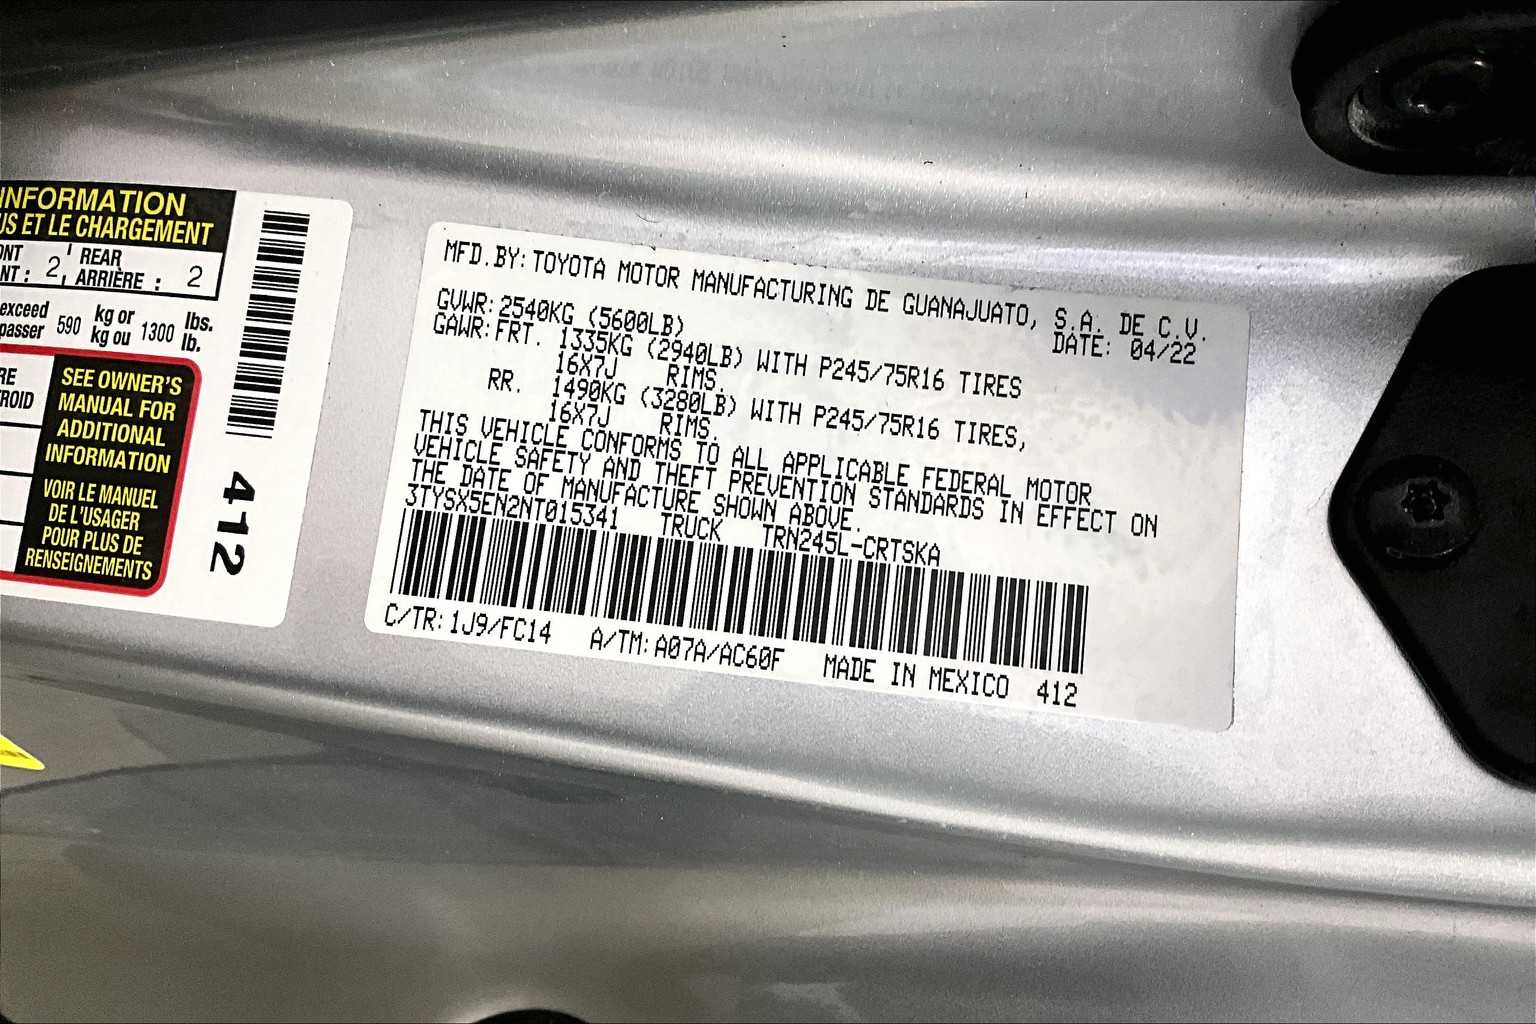 INFORMATION
US ET LE CHARGEMENT
REAR
2 ARRIÈRE : 2
exceed kg or lbs.
590 kg ou 1300 lb.
SEE OWNER'S
MANUAL FOR
ADDITIONAL
INFORMATION
VOIR LE MANUEL
DE L'USAGER
POUR PLUS DE
RENSEIGNEMENTS
412
MFD.BY:TOYOTA MOTOR MANUFACTURING DE GUANAJUATO, S.A. DE C.V.
GVWR:2540KG (5600LB) DATE: 04/22
GAWR:FRT. 1335KG (2940LB) WITH P245/75R16 TIRES
16X7J RIMS.
RR. 1490KG (3280LB) WITH P245/75R16 TIRES,
16X7J RIMS.
THIS VEHICLE CONFORMS TO ALL APPLICABLE FEDERAL MOTOR
VEHICLE SAFETY AND THEFT PREVENTION STANDARDS IN EFFECT ON
THE DATE OF MANUFACTURE SHOWN ABOVE.
3TYSX5EN2NT015341 TRUCK TRN245L-CRTSKA
C/TR:1J9/FC14 A/TM:A07A/AC60F MADE IN MEXICO 412